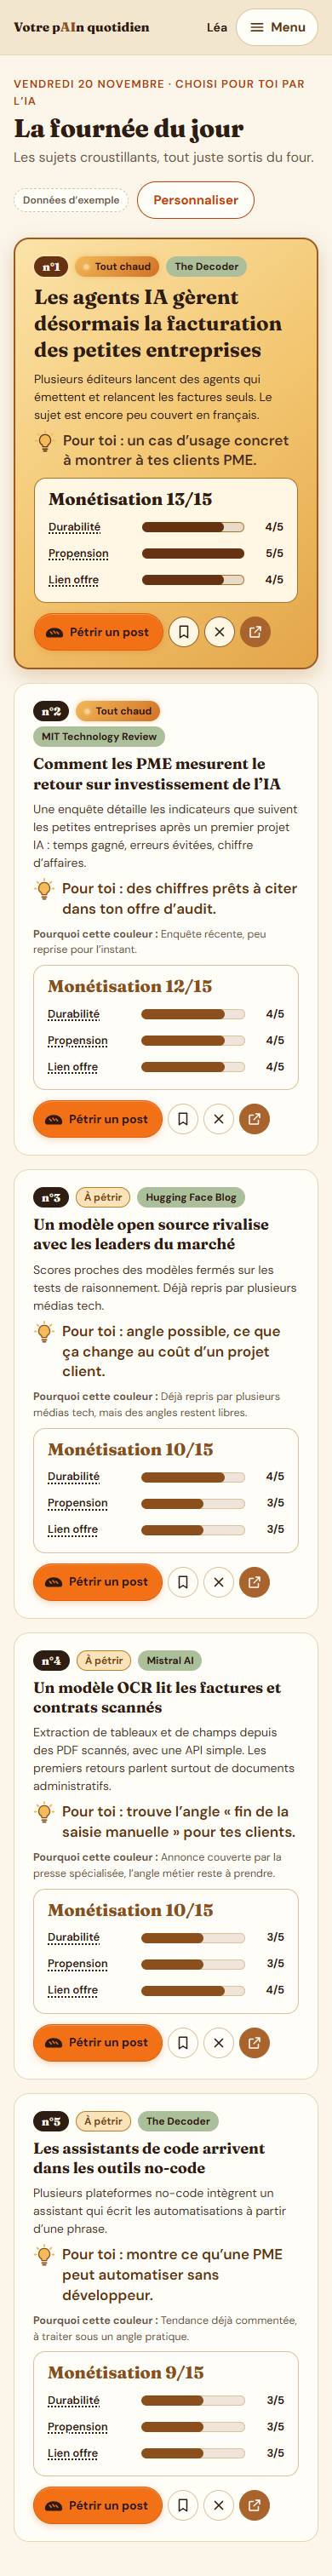 Votre pAIn quotidien
Léa
Menu
VENDREDI 20 NOVEMBRE · CHOISI POUR TOI PAR
L’IA
La fournée du jour
Les sujets croustillants, tout juste sortis du four.
Données d’exemple
Personnaliser
n°1
Tout chaud
The Decoder
Les agents IA gèrent
désormais la facturation
des petites entreprises
Plusieurs éditeurs lancent des agents qui
émettent et relancent les factures seuls. Le
sujet est encore peu couvert en français.
Pour toi : un cas d’usage concret
à montrer à tes clients PME.
Monétisation 13/15
Durabilité 4/5
Propension 5/5
Lien offre 4/5
Pétrir un post
n°2
Tout chaud
MIT Technology Review
Comment les PME mesurent le
retour sur investissement de l’IA
Une enquête détaille les indicateurs que suivent
les petites entreprises après un premier projet
IA : temps gagné, erreurs évitées, chiffre
d’affaires.
Pour toi : des chiffres prêts à citer
dans ton offre d’audit.
Pourquoi cette couleur : Enquête récente, peu
reprise pour l’instant.
Monétisation 12/15
Durabilité 4/5
Propension 4/5
Lien offre 4/5
Pétrir un post
n°3
À pétrir
Hugging Face Blog
Un modèle open source rivalise
avec les leaders du marché
Scores proches des modèles fermés sur les
tests de raisonnement. Déjà repris par plusieurs
médias tech.
Pour toi : angle possible, ce que
ça change au coût d’un projet
client.
Pourquoi cette couleur : Déjà repris par plusieurs
médias tech, mais des angles restent libres.
Monétisation 10/15
Durabilité 4/5
Propension 3/5
Lien offre 3/5
Pétrir un post
n°4
À pétrir
Mistral AI
Un modèle OCR lit les factures et
contrats scannés
Extraction de tableaux et de champs depuis
des PDF scannés, avec une API simple. Les
premiers retours parlent surtout de documents
administratifs.
Pour toi : trouve l’angle « fin de la
saisie manuelle » pour tes clients.
Pourquoi cette couleur : Annonce couverte par la
presse spécialisée, l’angle métier reste à prendre.
Monétisation 10/15
Durabilité 3/5
Propension 3/5
Lien offre 4/5
Pétrir un post
n°5
À pétrir
The Decoder
Les assistants de code arrivent
dans les outils no-code
Plusieurs plateformes no-code intègrent un
assistant qui écrit les automatisations à partir
d’une phrase.
Pour toi : montre ce qu’une PME
peut automatiser sans
développeur.
Pourquoi cette couleur : Tendance déjà commentée,
à traiter sous un angle pratique.
Monétisation 9/15
Durabilité 3/5
Propension 3/5
Lien offre 3/5
Pétrir un post